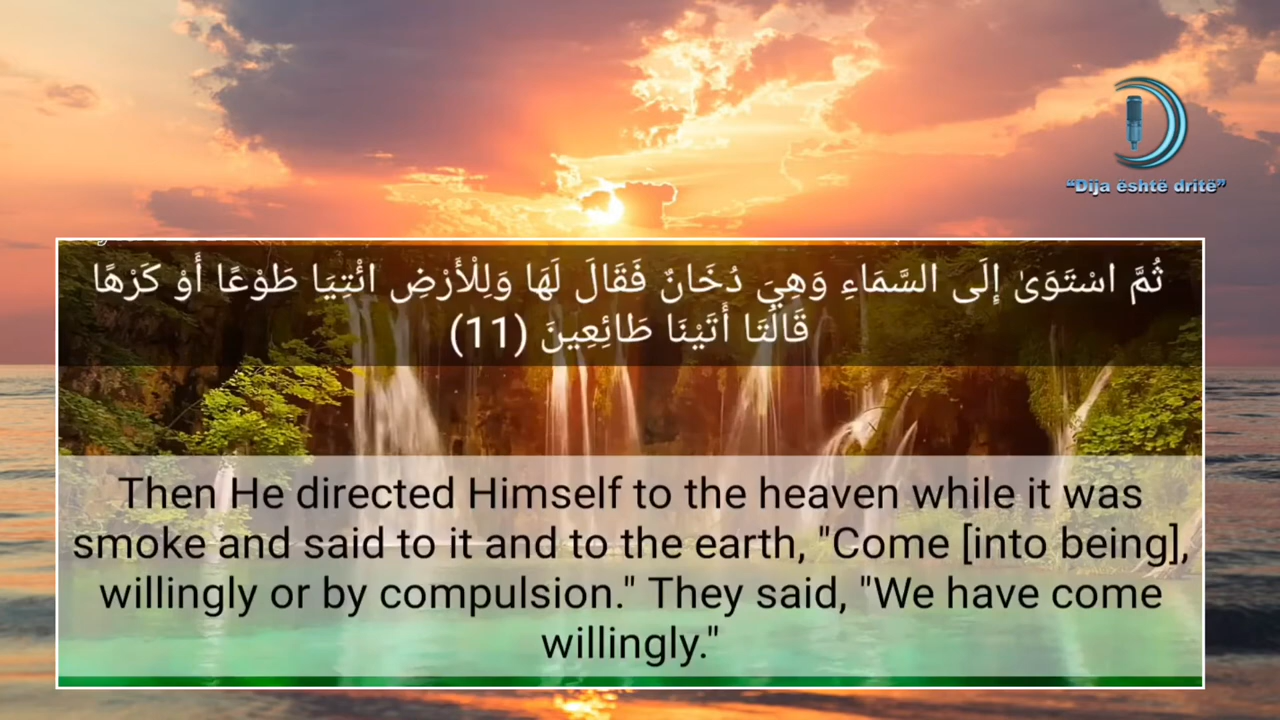 “Dija është dritë”
ثُمَّ اسْتَوَىٰ إِلَى السَّمَاءِ وَهِيَ دُخَانٌ فَقَالَ لَهَا وَلِلْأَرْضِ ائْتِيَا طَوْعًا أَوْ كَرْهًا
قَالَتَا أَتَيْنَا طَائِعِينَ (11)
Then He directed Himself to the heaven while it was
smoke and said to it and to the earth, "Come [into being],
willingly or by compulsion." They said, "We have come
willingly."